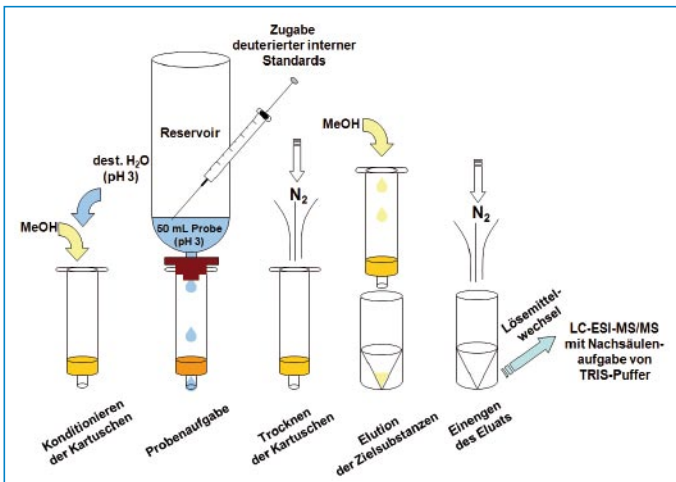 Zugabe
deuterierter interner
Standards
Reservoir
MeOH
dest. H₂O
(pH 3)
N₂
N₂
MeOH
50 mL Probe
(pH 3)
Lösemittel-
wechsel
LC-ESI-MS/MS
mit Nachsäulen-
aufgabe von
TRIS-Puffer
Konditionieren
der Kartuschen
Probenaufgabe
Trocknen
der Kartuschen
Elution
der Zielsubstanzen
Einengen
des Eluats